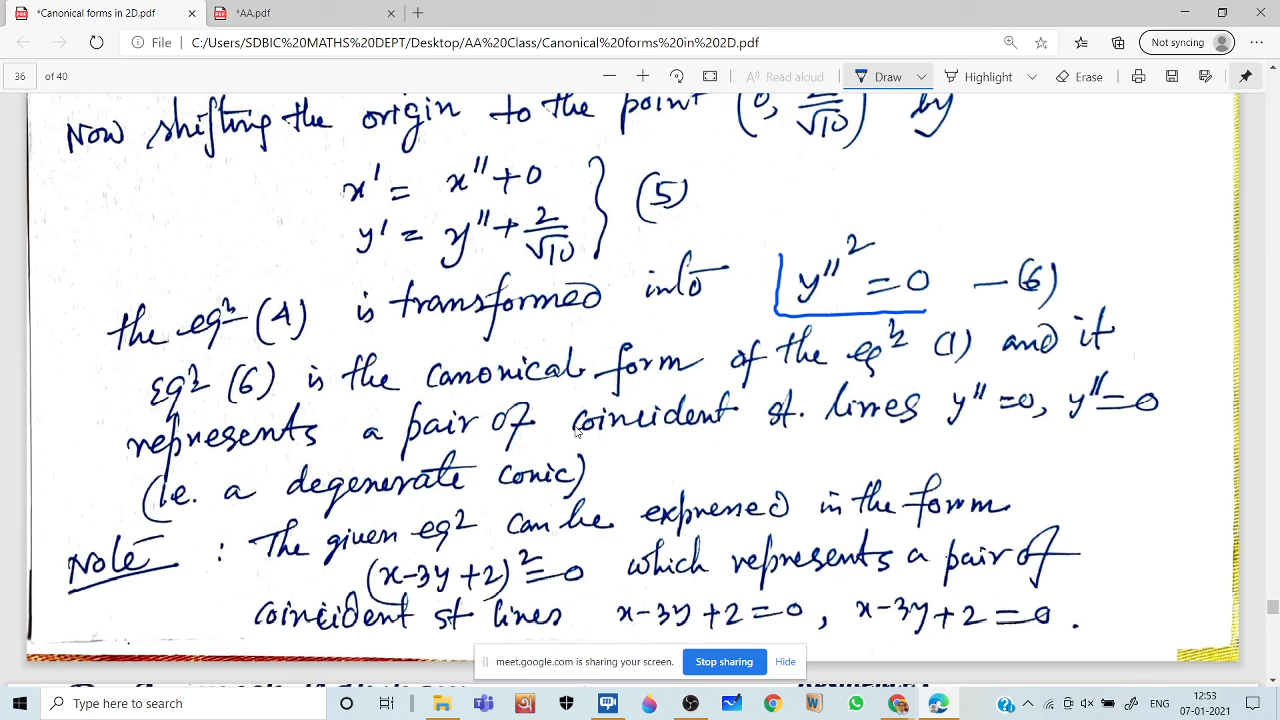 *Canonical forms in 2D.pdf
*AA.pdf
File | C:/Users/SDBIC%20MATHS%20DEPT/Desktop/AA%20Class/Canonical%20forms%20in%202D.pdf
Not syncing
36 of 40
Read aloud
Draw
Highlight
Erase
Now shifting the origin to the point (0, 2/√10) by
x' = x'' + 0
y' = y'' + 2/√10 } (5)
the eqn (4) is transformed into y''² = 0 – (6)
Eqn (6) is the canonical form of the eqn (1) and it
represents a pair of coincident st. lines y'' = 0, y'' = 0
(i.e. a degenerate conic)
Note : The given eqn can be expressed in the form
(x-3y+2)² = 0 which represents a pair of
coincident st lines x-3y+2=0, x-3y+2=0.
meet.google.com is sharing your screen.
Stop sharing
Hide
Type here to search
ENG
12:53
07-01-2021